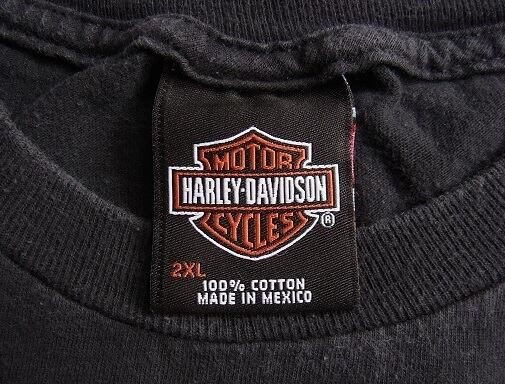 MOTOR
HARLEY-DAVIDSON
CYCLES ®
2XL
100% COTTON
MADE IN MEXICO